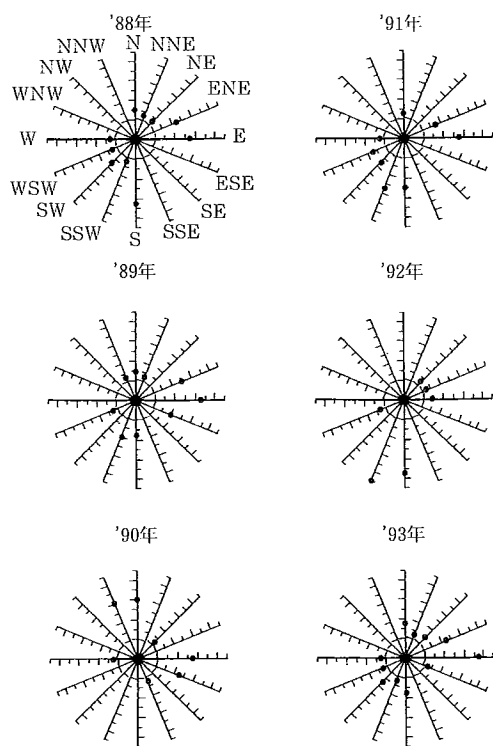 '88年
N
NNW
NNE
NW
NE
WNW
ENE
W
E
WSW
ESE
SW
SE
SSW
SSE
S
'91年
'89年
'92年
'90年
'93年